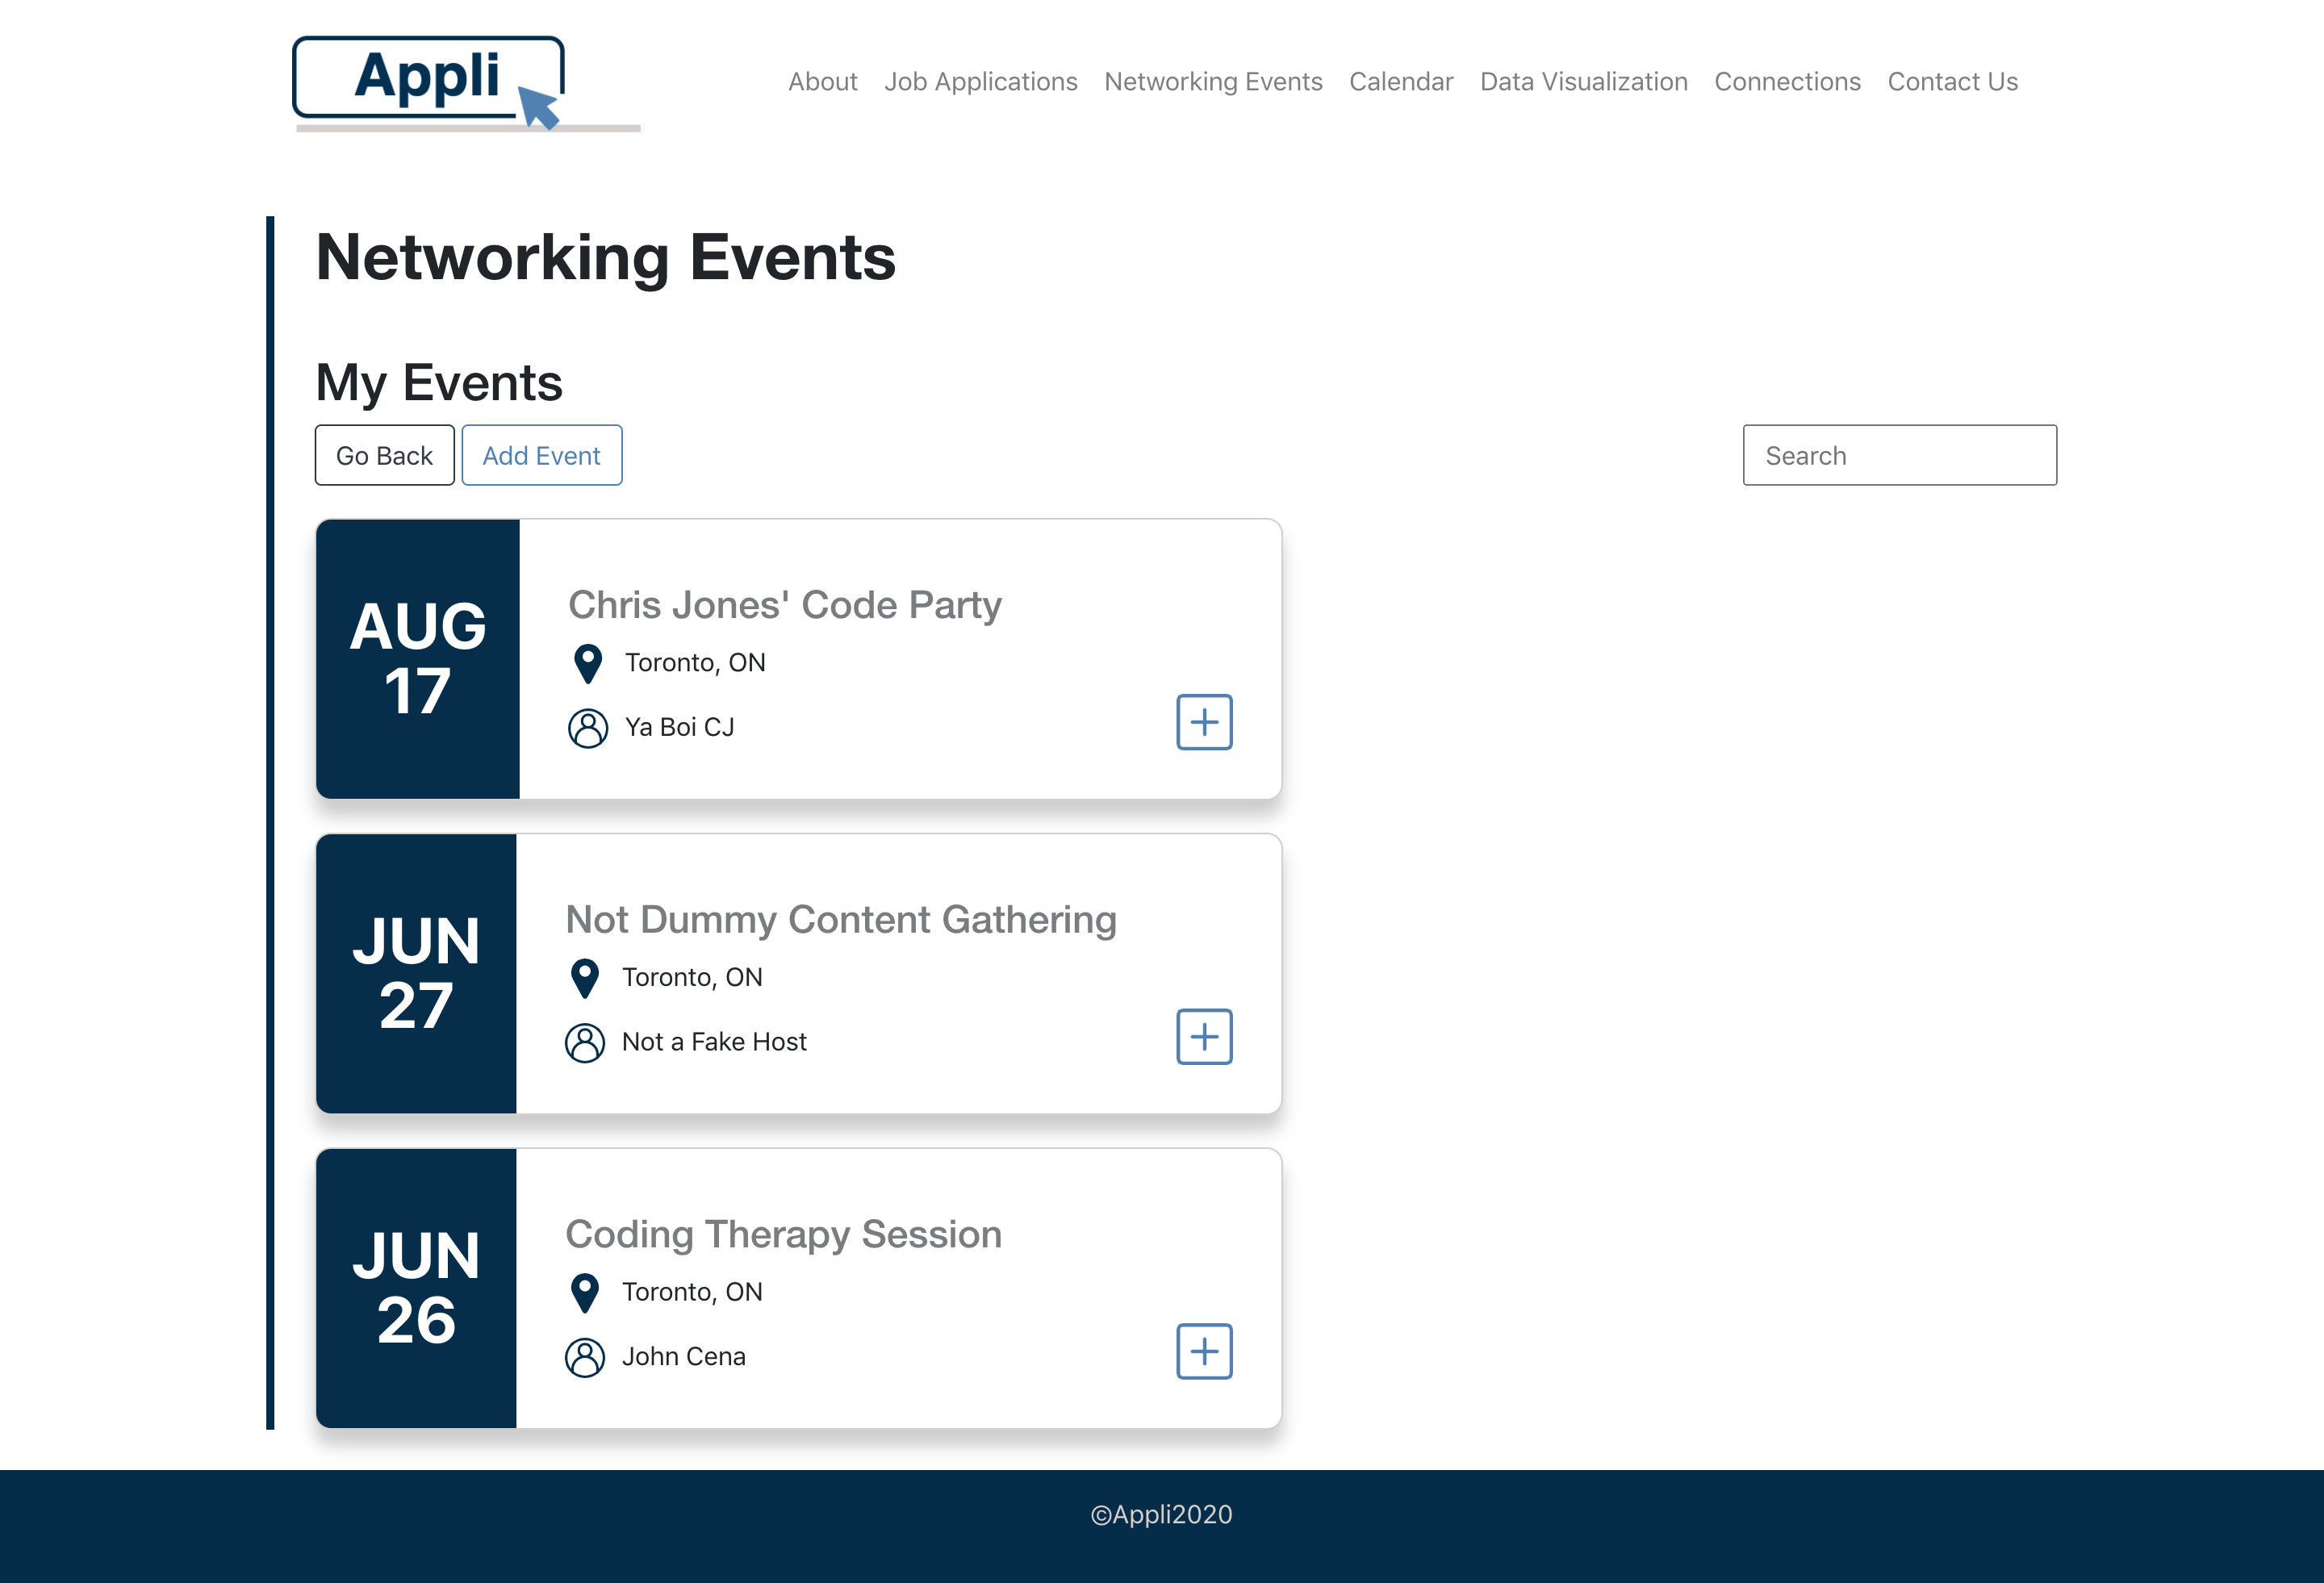 Appli
About Job Applications Networking Events Calendar Data Visualization Connections Contact Us
Networking Events
My Events
Go Back Add Event Search
AUG
17
Chris Jones' Code Party
Toronto, ON
Ya Boi CJ
JUN
27
Not Dummy Content Gathering
Toronto, ON
Not a Fake Host
JUN
26
Coding Therapy Session
Toronto, ON
John Cena
©Appli2020